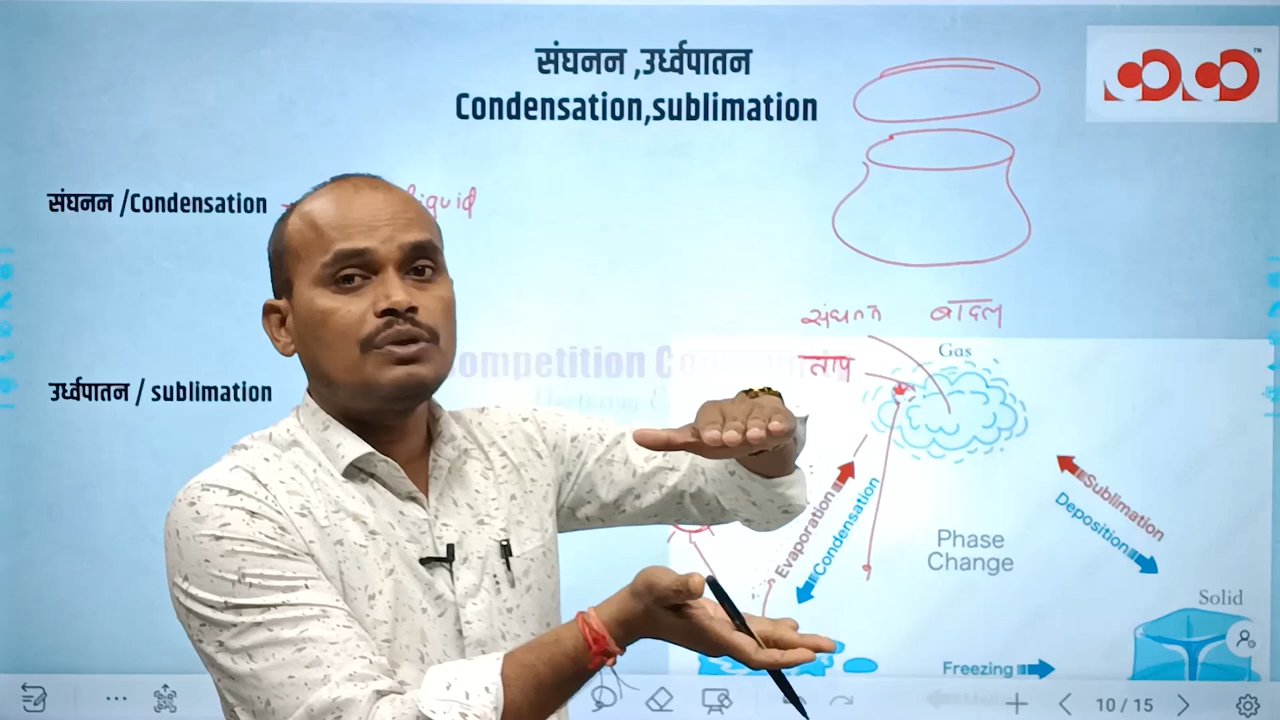 संघनन ,उर्ध्वपातन
Condensation,sublimation
TM
संघनन /Condensation
liquid
संघनन बादल
Gas
ताप
उर्ध्वपातन / sublimation
Evaporation
Condensation
Sublimation
Deposition
Phase
Change
Solid
Freezing
10 / 15